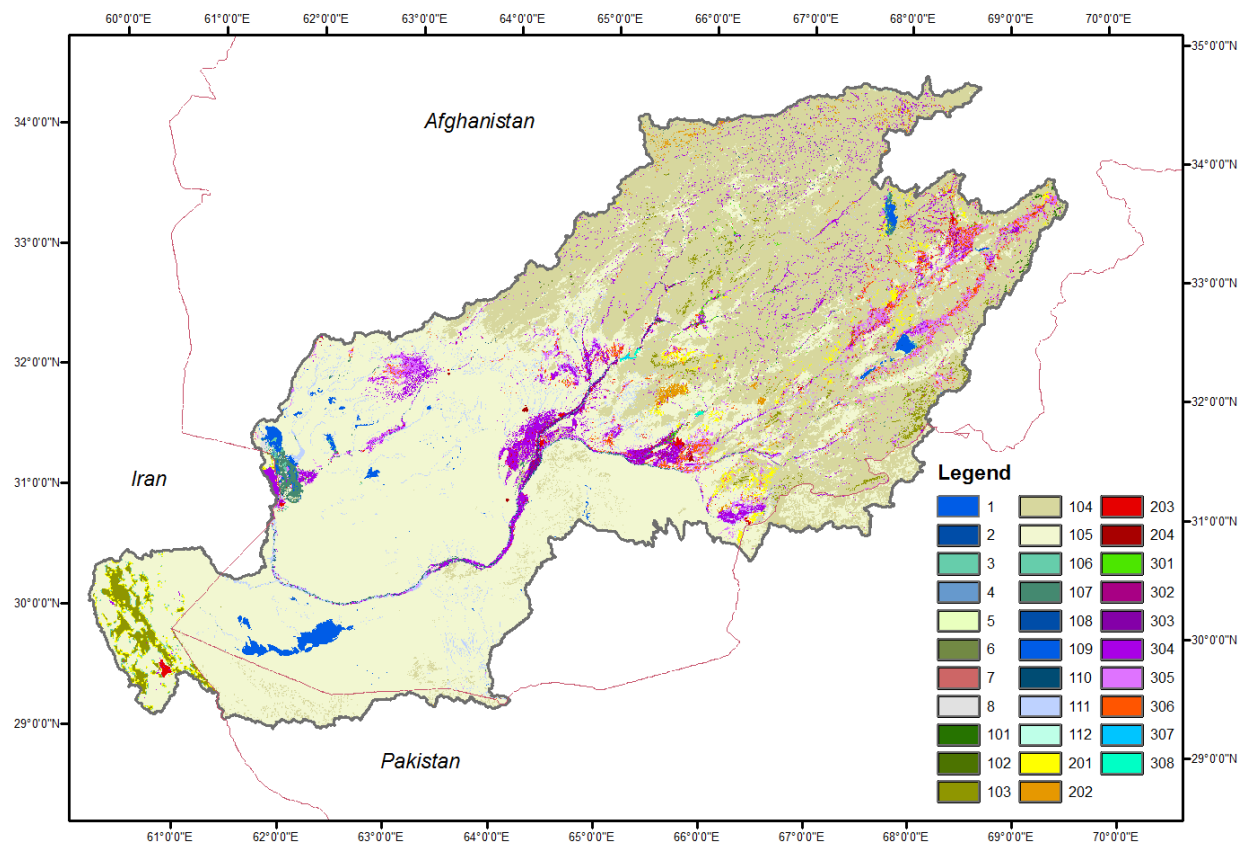 60°0'0"E 61°0'0"E 62°0'0"E 63°0'0"E 64°0'0"E 65°0'0"E 66°0'0"E 67°0'0"E 68°0'0"E 69°0'0"E 70°0'0"E
35°0'0"N
34°0'0"N
Afghanistan
34°0'0"N
33°0'0"N
33°0'0"N
32°0'0"N
32°0'0"N
Iran
31°0'0"N
31°0'0"N
30°0'0"N
30°0'0"N
29°0'0"N
29°0'0"N
Pakistan
Legend
1 104 203
2 105 204
3 106 301
4 107 302
5 108 303
6 109 304
7 110 305
8 111 306
101 112 307
102 201 308
103 202
61°0'0"E 62°0'0"E 63°0'0"E 64°0'0"E 65°0'0"E 66°0'0"E 67°0'0"E 68°0'0"E 69°0'0"E 70°0'0"E